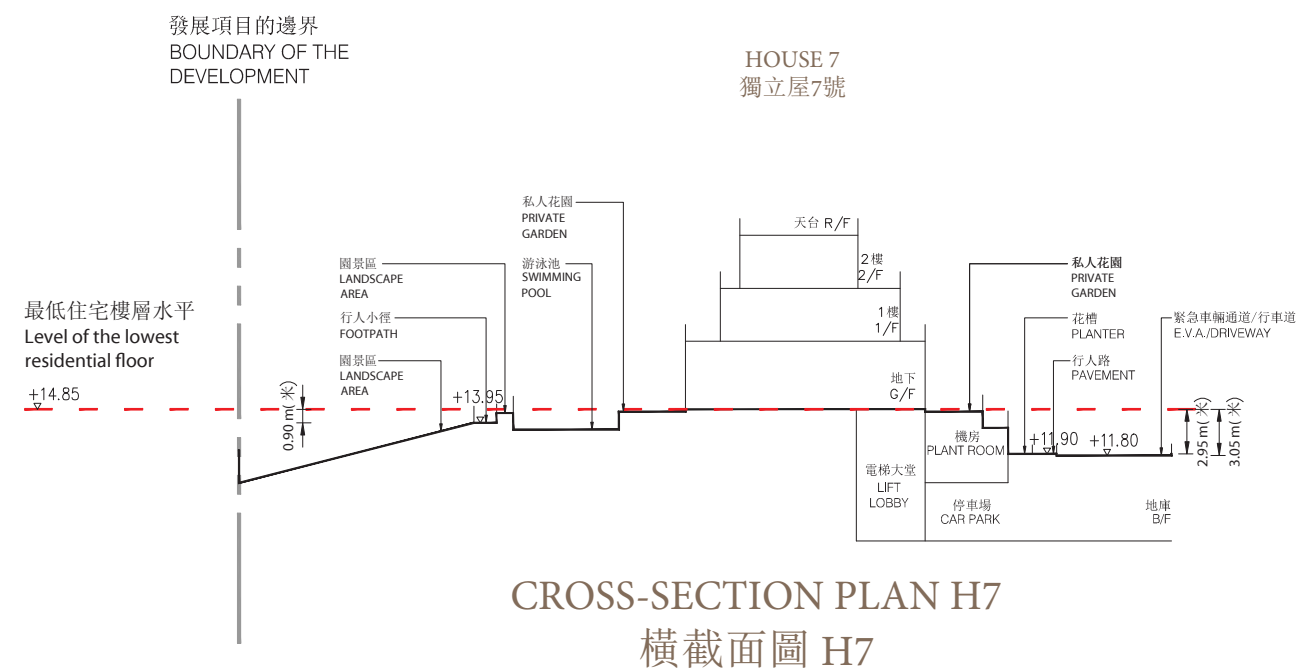 發展項目的邊界
BOUNDARY OF THE
DEVELOPMENT
HOUSE 7
獨立屋7號
私人花園
PRIVATE
GARDEN
天台 R/F
園景區
LANDSCAPE
AREA
游泳池
SWIMMING
POOL
2樓
2/F
私人花園
PRIVATE
GARDEN
最低住宅樓層水平
Level of the lowest
residential floor
行人小徑
FOOTPATH
1樓
1/F
花槽
PLANTER
緊急車輛通道/行車道
E.V.A./DRIVEWAY
園景區
LANDSCAPE
AREA
行人路
PAVEMENT
地下
G/F
+14.85
0.90 m(米)
+13.95
機房
PLANT ROOM
+11.90
+11.80
2.95 m(米)
3.05 m(米)
電梯大堂
LIFT
LOBBY
停車場
CAR PARK
地庫
B/F
CROSS-SECTION PLAN H7
橫截面圖 H7